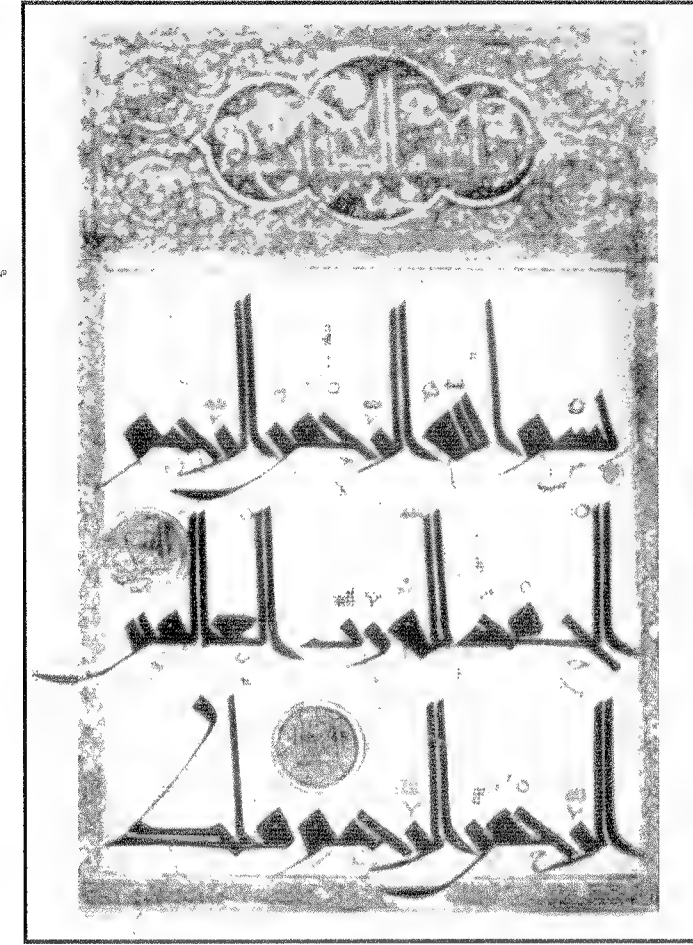 بسم الله الرحمن الرحيم
الحمد لله رب العالمين
الرحمن الرحيم ملك